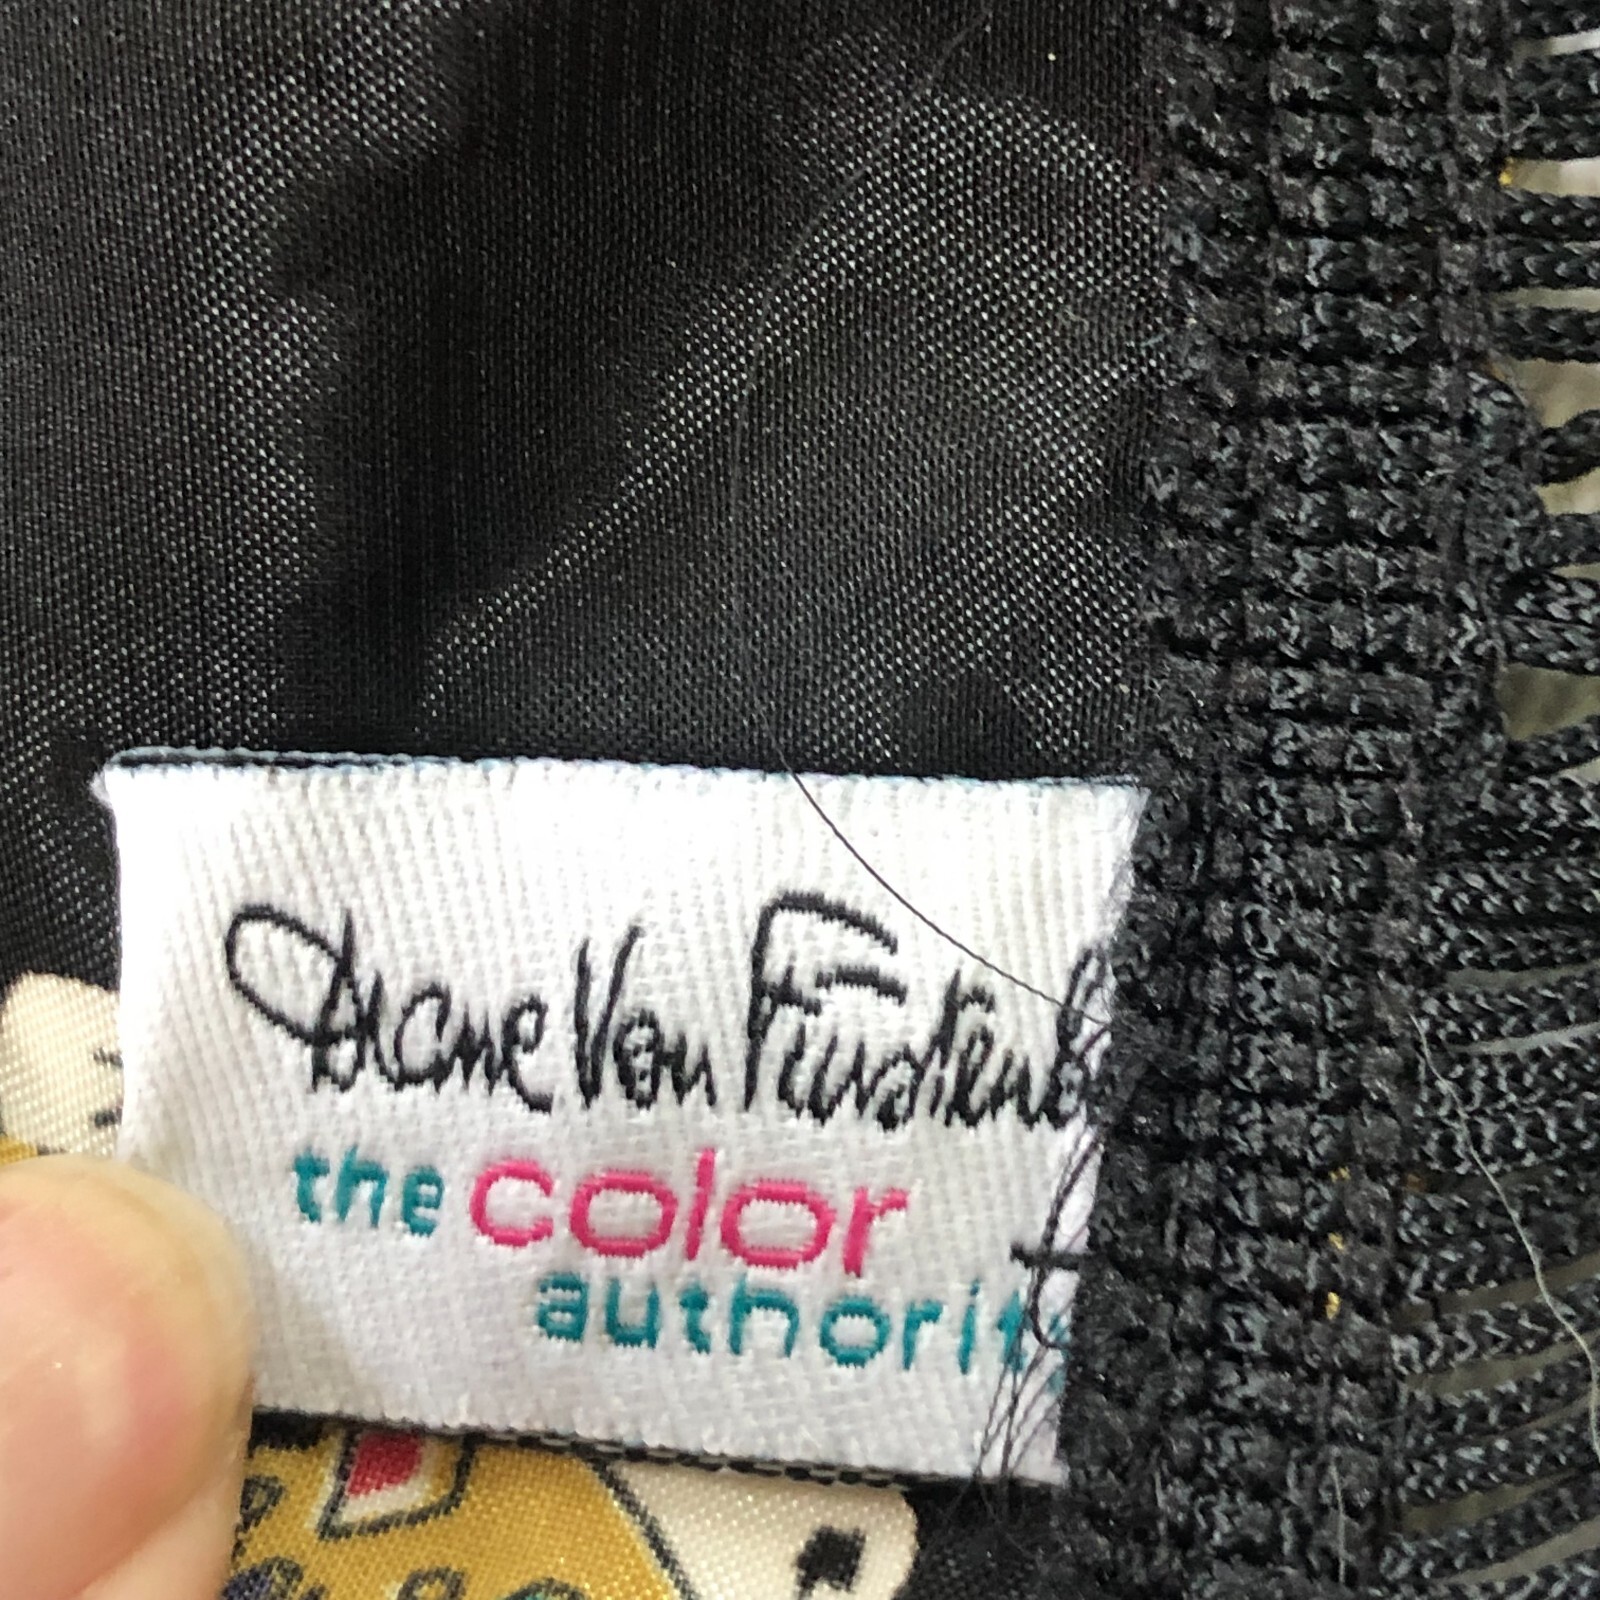 Diane Von Furstenb
the color
authorit